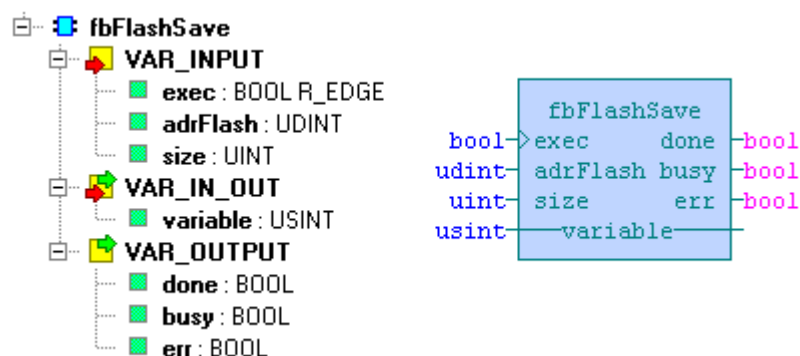 fbFlashSave
VAR_INPUT
exec : BOOL R_EDGE
adrFlash : UDINT
size : UINT
VAR_IN_OUT
variable : USINT
VAR_OUTPUT
done : BOOL
busy : BOOL
err : BOOL
fbFlashSave
bool exec done bool
udint adrFlash busy bool
uint size err bool
usint variable